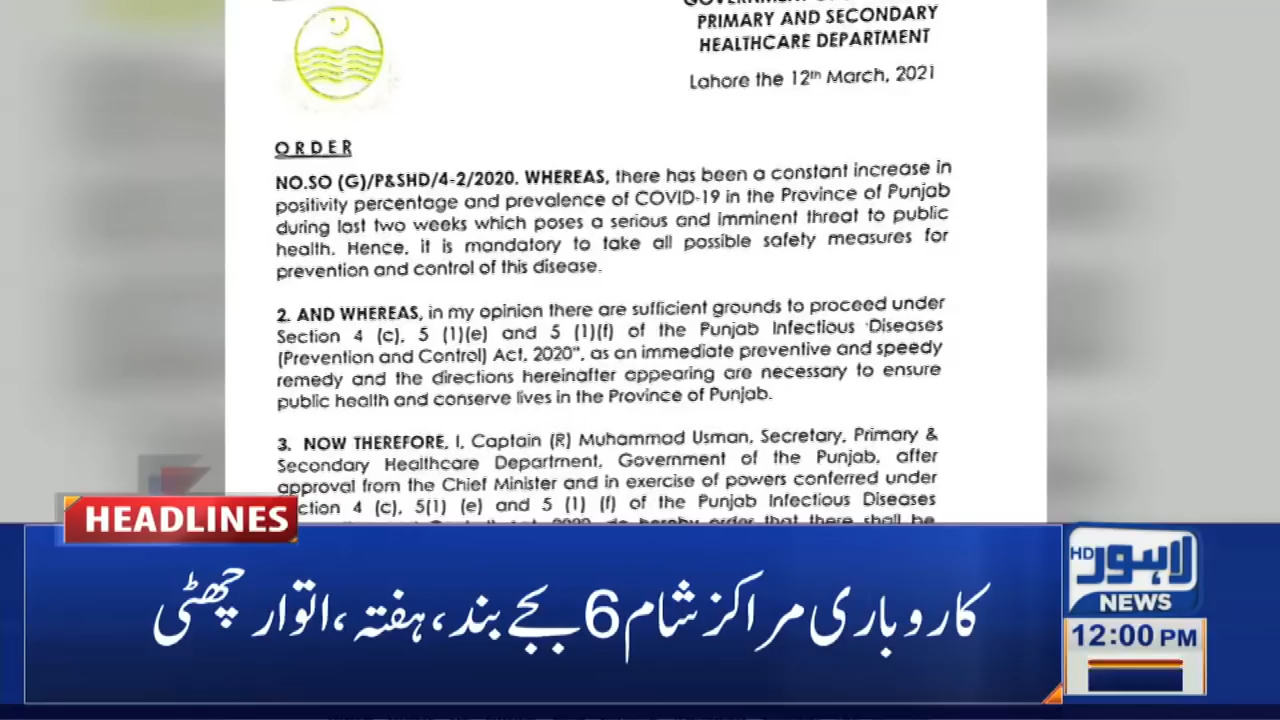 PRIMARY AND SECONDARY
HEALTHCARE DEPARTMENT
Lahore the 12th March, 2021
ORDER
NO.SO (G)/P&SHD/4-2/2020. WHEREAS, there has been a constant increase in
positivity percentage and prevalence of COVID-19 in the Province of Punjab
during last two weeks which poses a serious and imminent threat to public
health. Hence, it is mandatory to take all possible safety measures for
prevention and control of this disease.
2. AND WHEREAS, in my opinion there are sufficient grounds to proceed under
Section 4 (c), 5 (1)(e) and 5 (1)(f) of the Punjab Infectious Diseases
(Prevention and Control) Act, 2020", as an immediate preventive and speedy
remedy and the directions hereinafter appearing are necessary to ensure
public health and conserve lives in the Province of Punjab.
3. NOW THEREFORE, I, Captain (R) Muhammad Usman, Secretary, Primary &
Secondary Healthcare Department, Government of the Punjab, after
approval from the Chief Minister and in exercise of powers conferred under
ction 4 (c), 5(1) (e) and 5 (1) (f) of the Punjab Infectious Diseases
hereby order that there shall be
HEADLINES
کاروباری مراکز شام 6 بجے بند، ہفتہ، اتوار چھٹی
HD لاہور
NEWS
12:00 PM